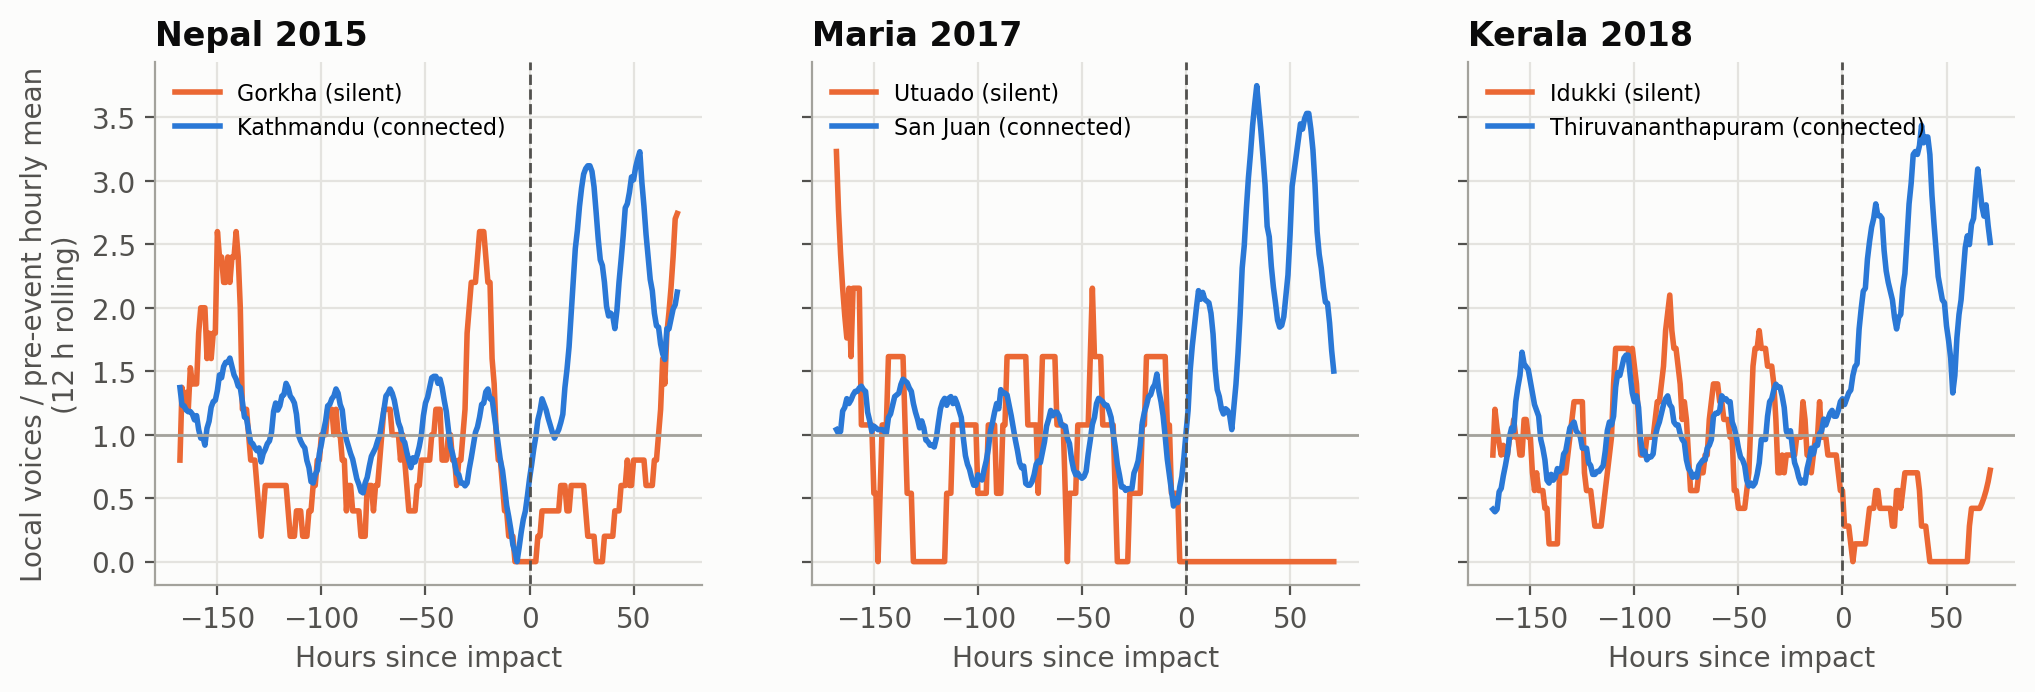 Nepal 2015
Gorkha (silent)
Kathmandu (connected)
Local voices / pre-event hourly mean
(12 h rolling)
3.5
3.0
2.5
2.0
1.5
1.0
0.5
0.0
−150
−100
−50
0
50
Hours since impact
Maria 2017
Utuado (silent)
San Juan (connected)
−150
−100
−50
0
50
Hours since impact
Kerala 2018
Idukki (silent)
Thiruvananthapuram (connected)
−150
−100
−50
0
50
Hours since impact